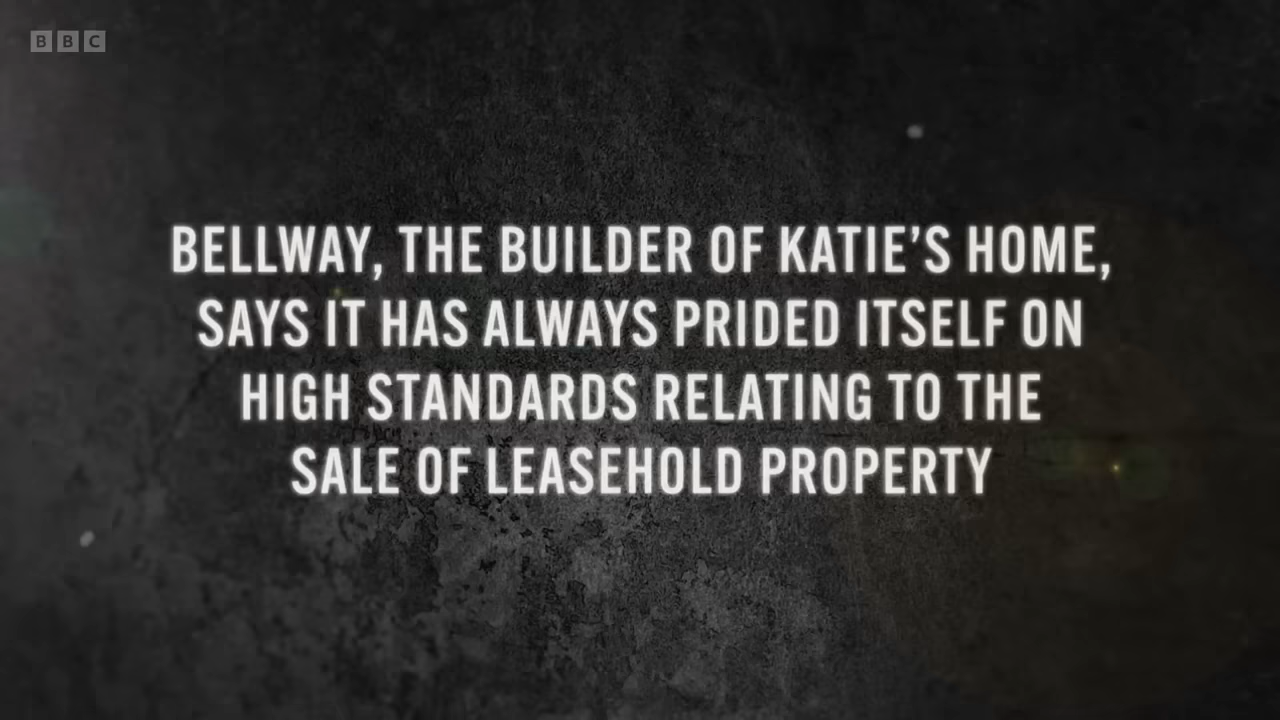 BBC
BELLWAY, THE BUILDER OF KATIE’S HOME,
SAYS IT HAS ALWAYS PRIDED ITSELF ON
HIGH STANDARDS RELATING TO THE
SALE OF LEASEHOLD PROPERTY